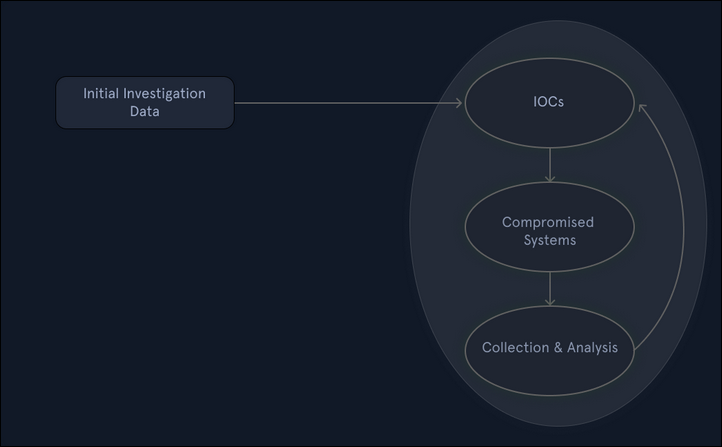 Initial Investigation
Data
IOCs
Compromised
Systems
Collection & Analysis